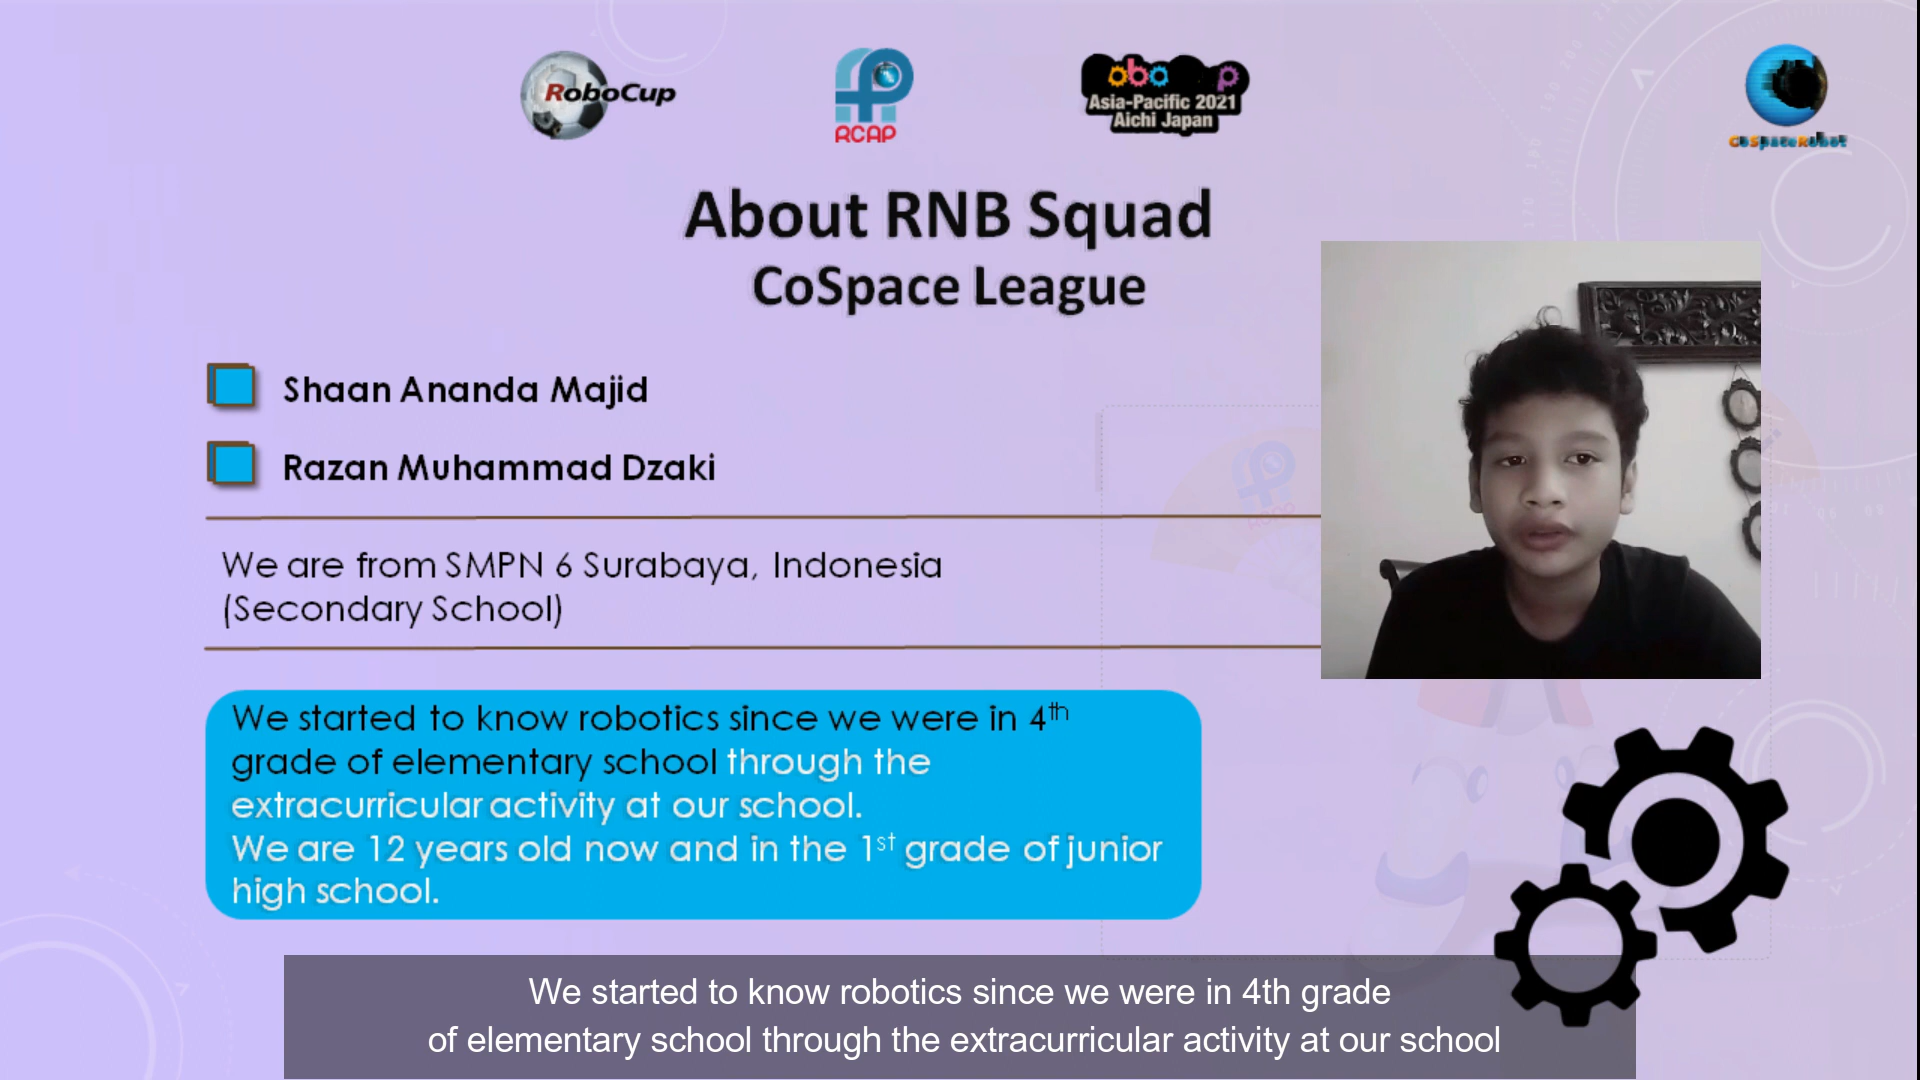 RoboCup
RCAP
Asia-Pacific 2021
Aichi Japan
CoSpaceRobot
About RNB Squad
CoSpace League
Shaan Ananda Majid
Razan Muhammad Dzaki
We are from SMPN 6 Surabaya, Indonesia
(Secondary School)
We started to know robotics since we were in 4th
grade of elementary school through the
extracurricular activity at our school.
We are 12 years old now and in the 1st grade of junior
high school.
We started to know robotics since we were in 4th grade
of elementary school through the extracurricular activity at our school